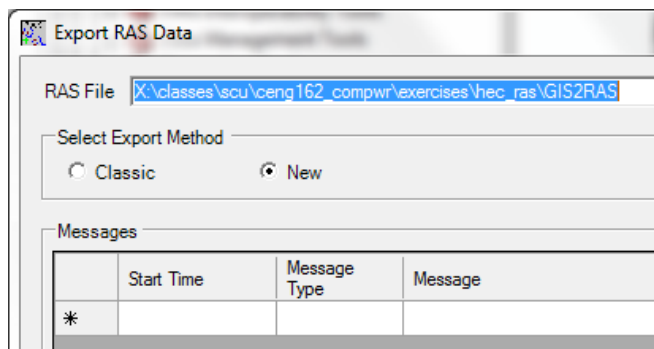 Export RAS Data
RAS File X:\classes\scu\ceng162_compwr\exercises\hec_ras\GIS2RAS
Select Export Method
Classic New
Messages
Start Time Message Type Message
*